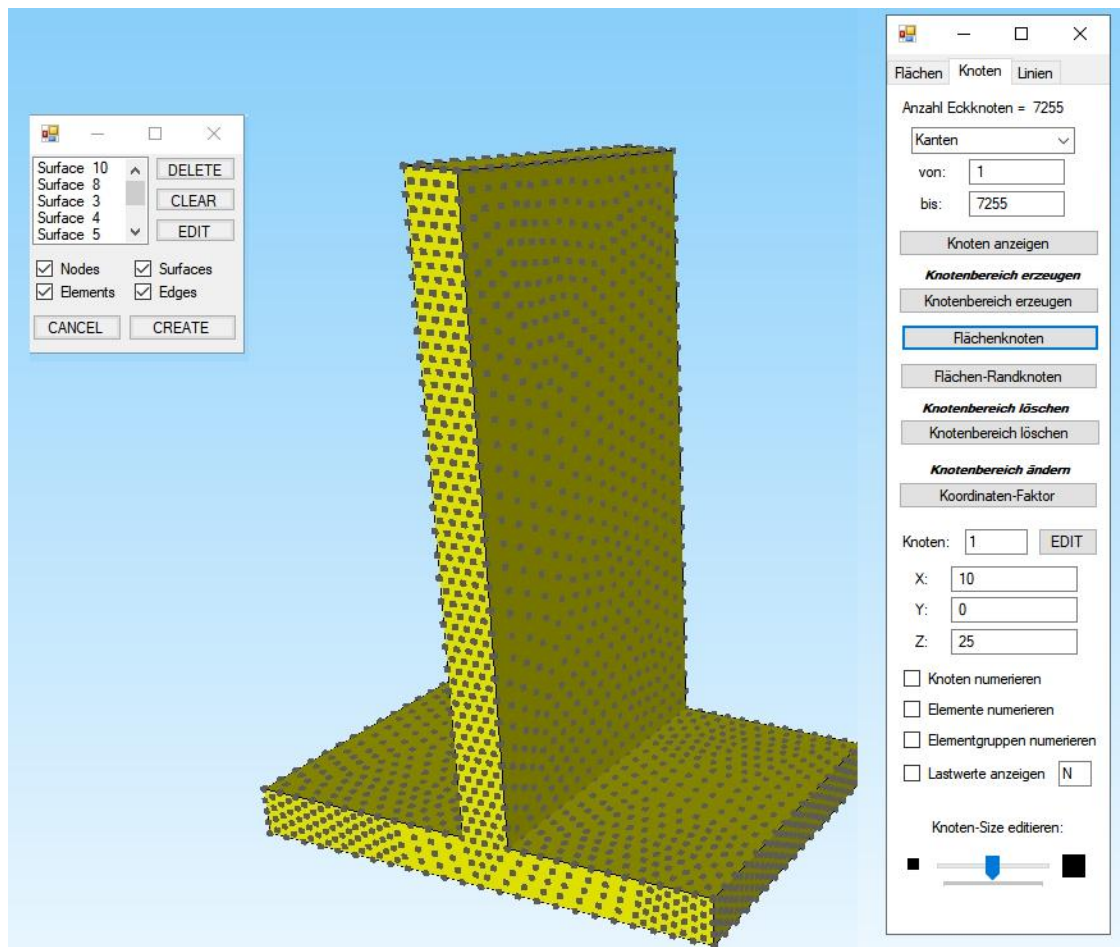 Surface 10
Surface 8
Surface 3
Surface 4
Surface 5
DELETE
CLEAR
EDIT
Nodes
Surfaces
Elements
Edges
CANCEL
CREATE
Flächen Knoten Linien
Anzahl Eckknoten = 7255
Kanten
von: 1
bis: 7255
Knoten anzeigen
Knotenbereich erzeugen
Knotenbereich erzeugen
Flächenknoten
Flächen-Randknoten
Knotenbereich löschen
Knotenbereich löschen
Knotenbereich ändern
Koordinaten-Faktor
Knoten: 1 EDIT
X: 10
Y: 0
Z: 25
Knoten numerieren
Elemente numerieren
Elementgruppen numerieren
Lastwerte anzeigen N
Knoten-Size editieren: